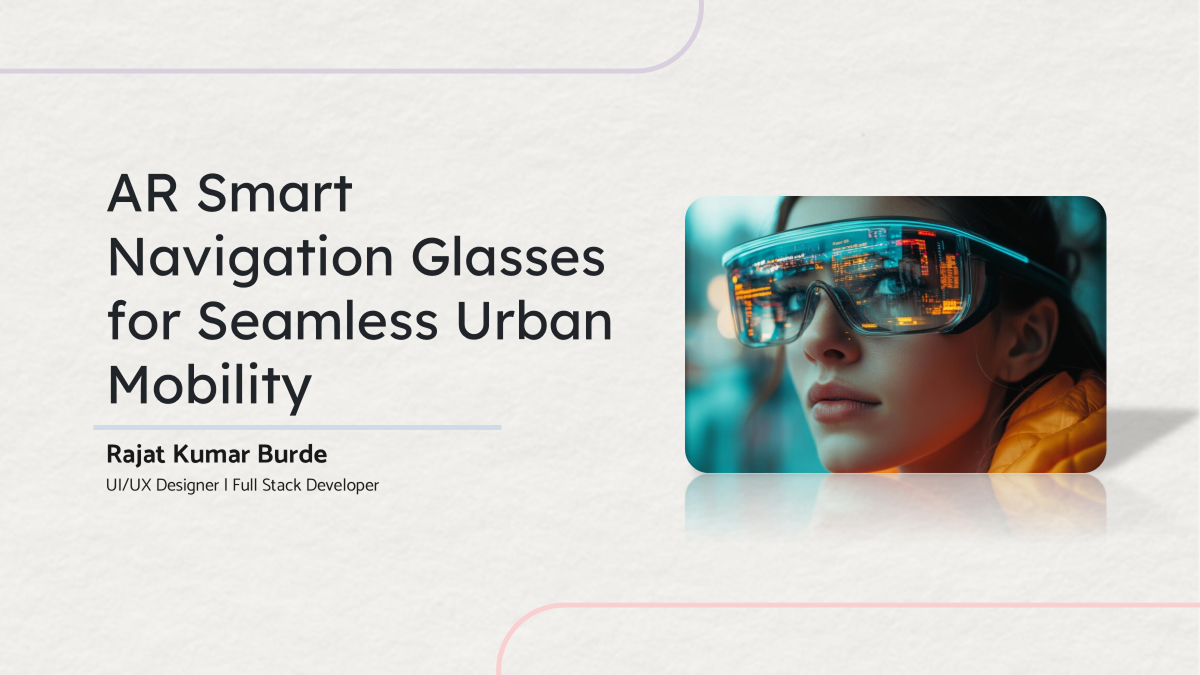 AR Smart
Navigation Glasses
for Seamless Urban
Mobility
Rajat Kumar Burde
UI/UX Designer | Full Stack Developer